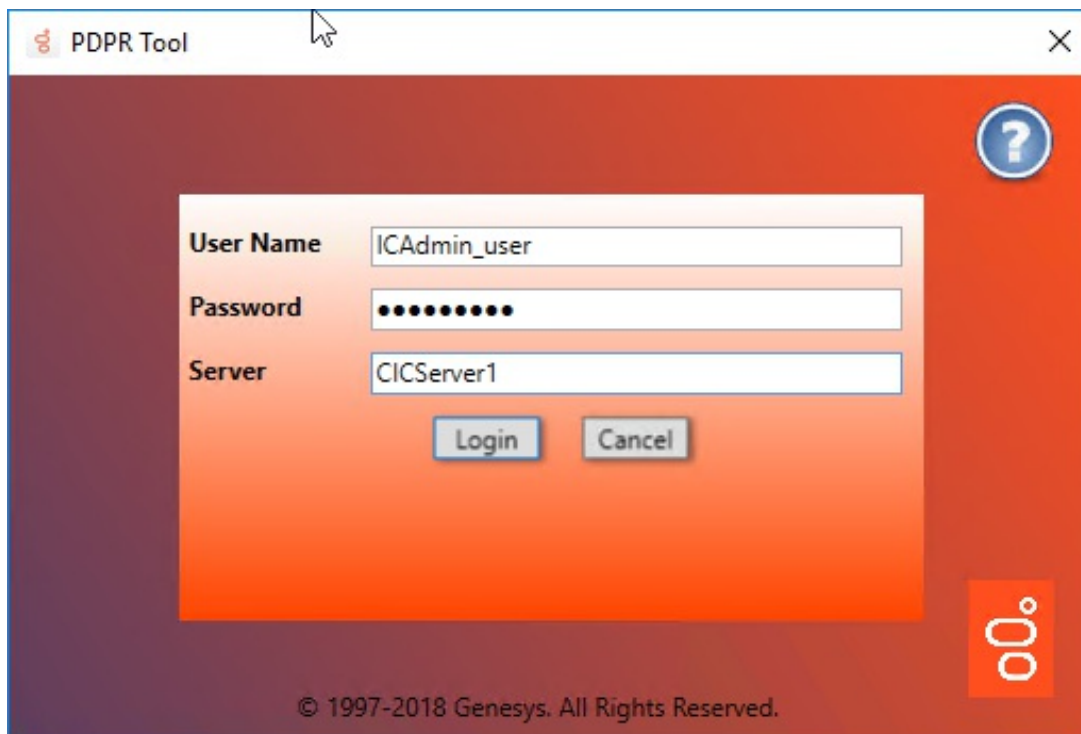 PDPR Tool
User Name ICAdmin_user
Password •••••••••
Server CICServer1
Login Cancel
© 1997-2018 Genesys. All Rights Reserved.